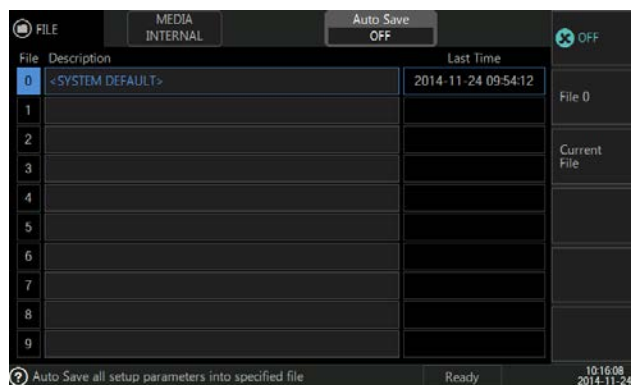 FILE
MEDIA
INTERNAL
Auto Save
OFF
OFF
File Description Last Time
0 <SYSTEM DEFAULT> 2014-11-24 09:54:12
File 0
1
2
Current
File
3
4
5
6
7
8
9
? Auto Save all setup parameters into specified file
Ready
10:16:08
2014-11-24